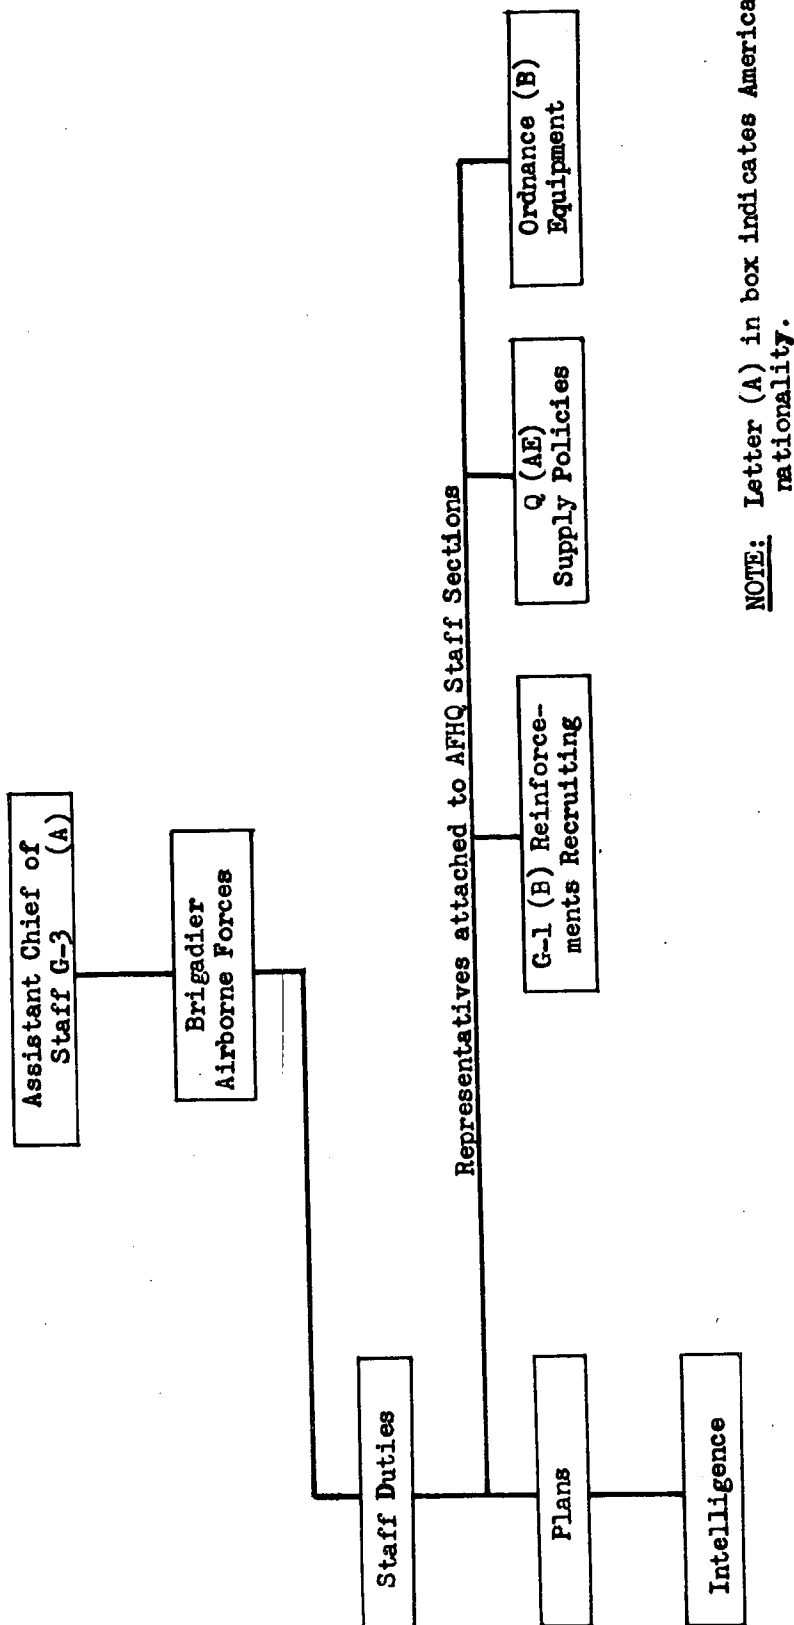 Assistant Chief of
Staff G-3 (A)
Brigadier
Airborne Forces
Staff Duties
Representatives attached to AFHQ Staff Sections
Plans
Intelligence
G-1 (B) Reinforce-
ments Recruiting
Q (AE)
Supply Policies
Ordnance (B)
Equipment
NOTE: Letter (A) in box indicates America
nationality.